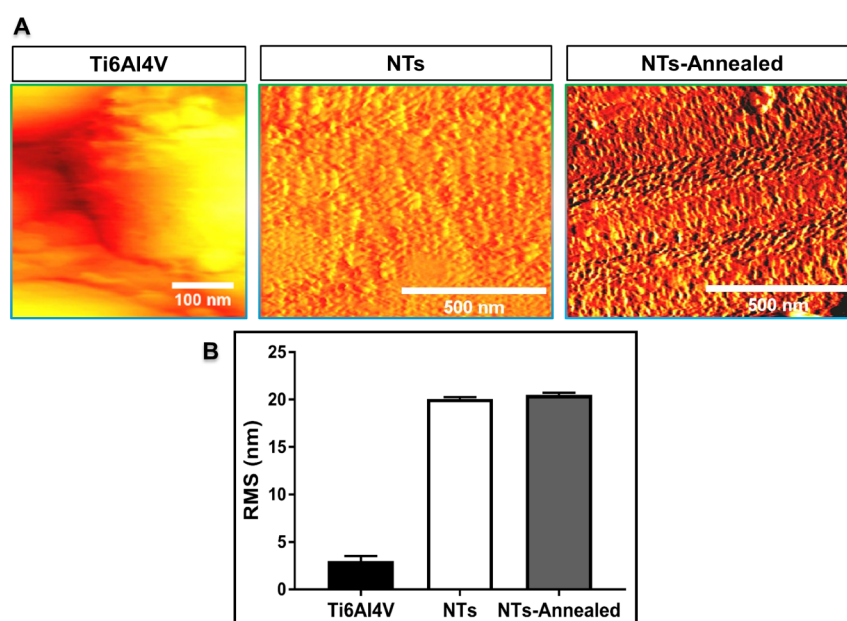 A
Ti6Al4V
NTs
NTs-Annealed
100 nm
500 nm
500 nm
B
25
20
15
10
5
0
RMS (nm)
Ti6Al4V
NTs
NTs-Annealed